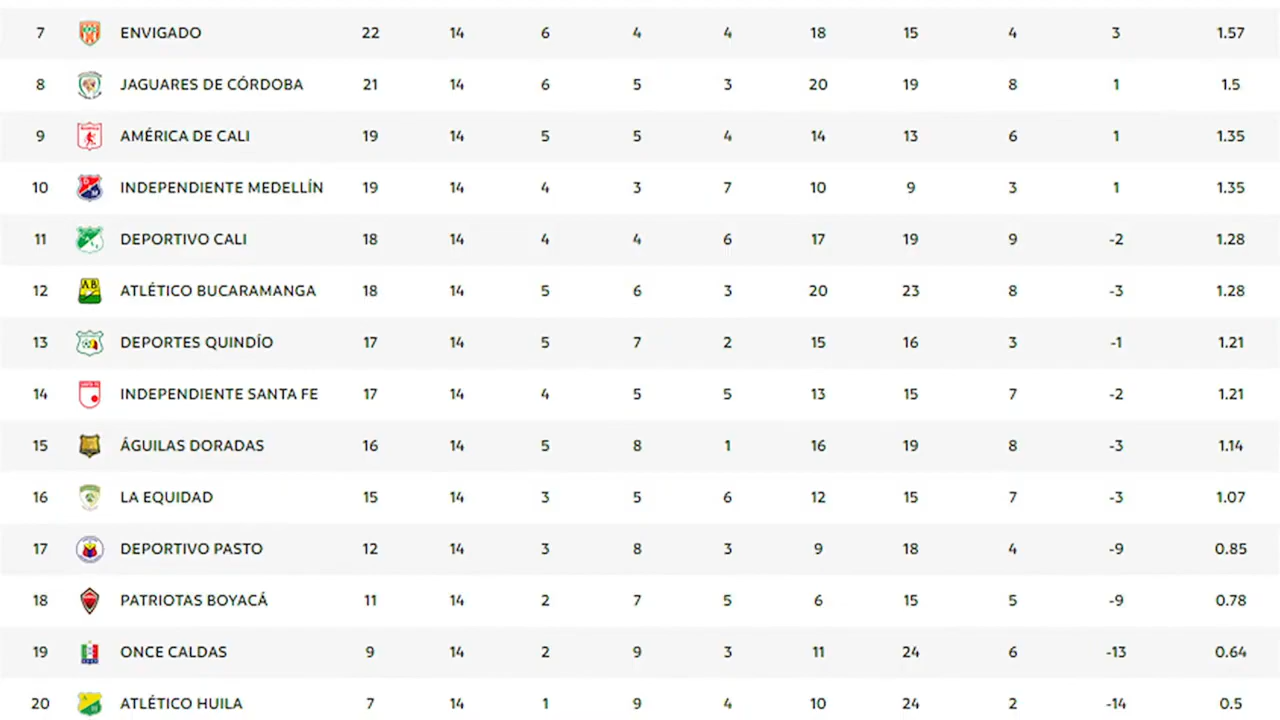 7 ENVIGADO 22 14 6 4 4 18 15 4 3 1.57
8 JAGUARES DE CÓRDOBA 21 14 6 5 3 20 19 8 1 1.5
9 AMÉRICA DE CALI 19 14 5 5 4 14 13 6 1 1.35
10 INDEPENDIENTE MEDELLÍN 19 14 4 3 7 10 9 3 1 1.35
11 DEPORTIVO CALI 18 14 4 4 6 17 19 9 -2 1.28
12 ATLÉTICO BUCARAMANGA 18 14 5 6 3 20 23 8 -3 1.28
13 DEPORTES QUINDÍO 17 14 5 7 2 15 16 3 -1 1.21
14 INDEPENDIENTE SANTA FE 17 14 4 5 5 13 15 7 -2 1.21
15 ÁGUILAS DORADAS 16 14 5 8 1 16 19 8 -3 1.14
16 LA EQUIDAD 15 14 3 5 6 12 15 7 -3 1.07
17 DEPORTIVO PASTO 12 14 3 8 3 9 18 4 -9 0.85
18 PATRIOTAS BOYACÁ 11 14 2 7 5 6 15 5 -9 0.78
19 ONCE CALDAS 9 14 2 9 3 11 24 6 -13 0.64
20 ATLÉTICO HUILA 7 14 1 9 4 10 24 2 -14 0.5